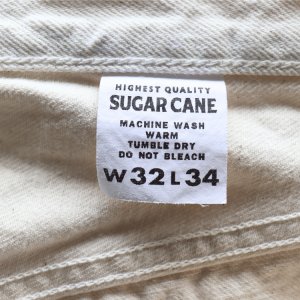 HIGHEST QUALITY
SUGAR CANE
MACHINE WASH
WARM
TUMBLE DRY
DO NOT BLEACH
W32L34